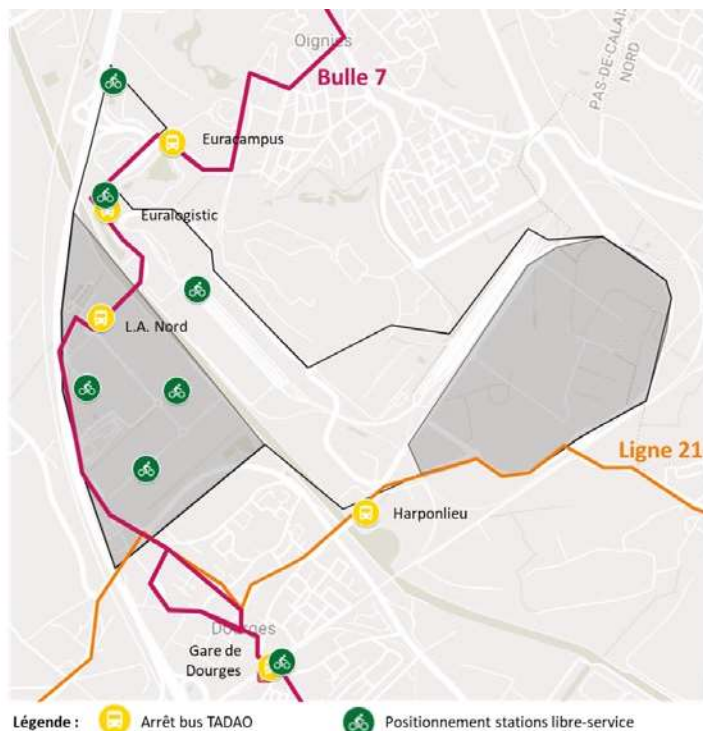 Oignies
Bulle 7
PAS-DE-CALAIS
NORD
Euracampus
Euralogistic
L.A. Nord
Ligne 21
Harponlieu
Dourges
Gare de
Dourges
Légende :
Arrêt bus TADAO
Positionnement stations libre-service